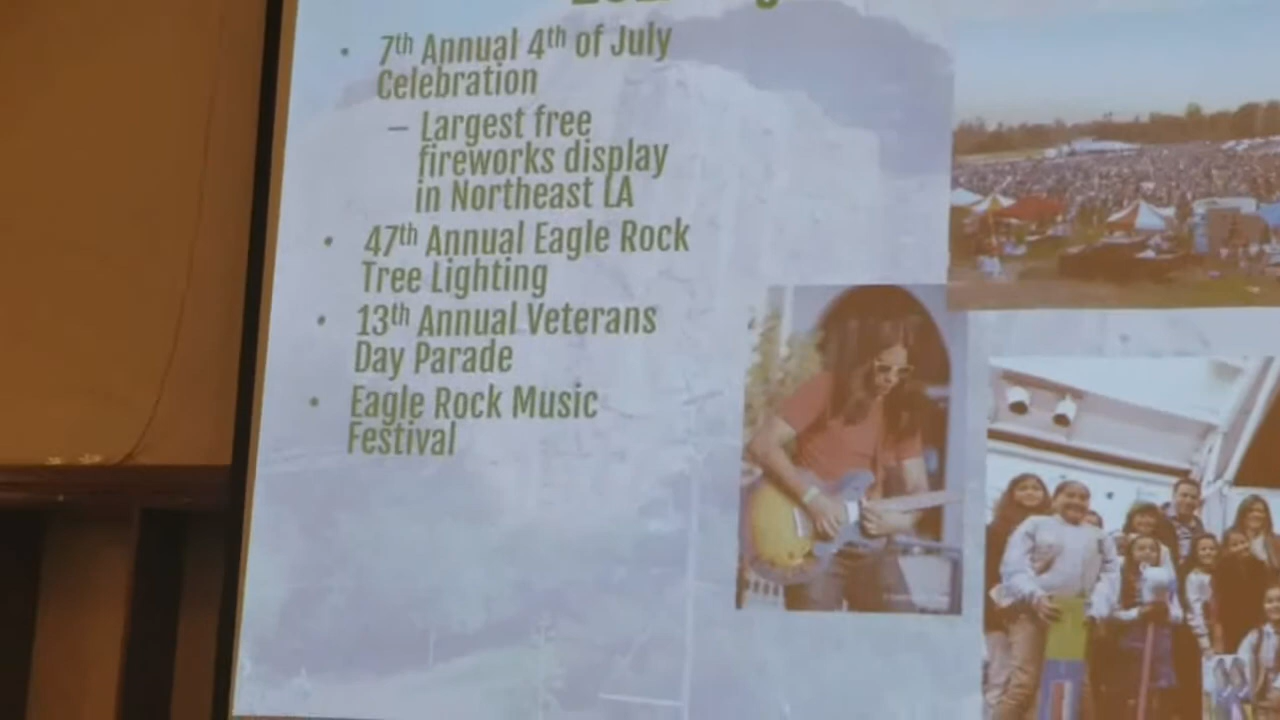 • 7th Annual 4th of July
Celebration
– Largest free
fireworks display
in Northeast LA
• 47th Annual Eagle Rock
Tree Lighting
• 13th Annual Veterans
Day Parade
• Eagle Rock Music
Festival